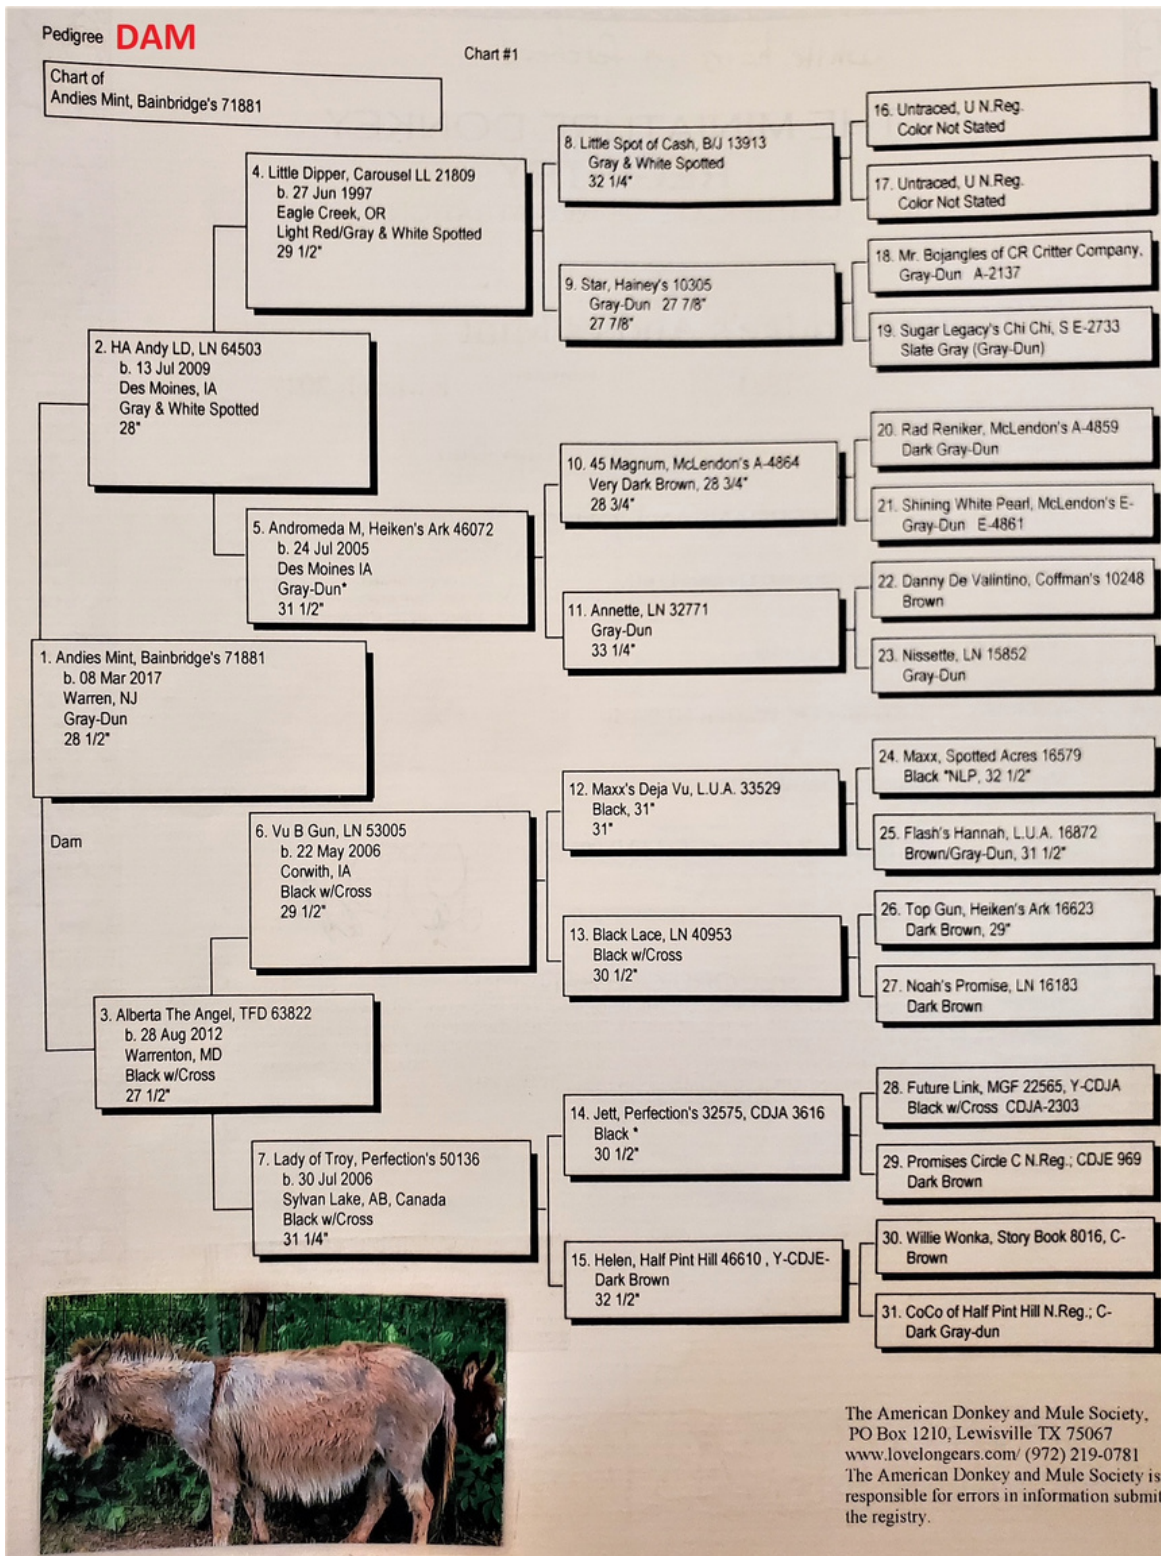 Pedigree DAM
Chart #1
Chart of
Andies Mint, Bainbridge's 71881
1. Andies Mint, Bainbridge's 71881
b. 08 Mar 2017
Warren, NJ
Gray-Dun
28 1/2"
Dam
2. HA Andy LD, LN 64503
b. 13 Jul 2009
Des Moines, IA
Gray & White Spotted
28"
3. Alberta The Angel, TFD 63822
b. 28 Aug 2012
Warrenton, MD
Black w/Cross
27 1/2"
4. Little Dipper, Carousel LL 21809
b. 27 Jun 1997
Eagle Creek, OR
Light Red/Gray & White Spotted
29 1/2"
5. Andromeda M, Heiken's Ark 46072
b. 24 Jul 2005
Des Moines IA
Gray-Dun*
31 1/2"
6. Vu B Gun, LN 53005
b. 22 May 2006
Corwith, IA
Black w/Cross
29 1/2"
7. Lady of Troy, Perfection's 50136
b. 30 Jul 2006
Sylvan Lake, AB, Canada
Black w/Cross
31 1/4"
8. Little Spot of Cash, B/J 13913
Gray & White Spotted
32 1/4"
9. Star, Hainey's 10305
Gray-Dun 27 7/8"
27 7/8"
10. 45 Magnum, McLendon's A-4864
Very Dark Brown, 28 3/4"
28 3/4"
11. Annette, LN 32771
Gray-Dun
33 1/4"
12. Maxx's Deja Vu, L.U.A. 33529
Black, 31"
31"
13. Black Lace, LN 40953
Black w/Cross
30 1/2"
14. Jett, Perfection's 32575, CDJA 3616
Black *
30 1/2"
15. Helen, Half Pint Hill 46610 , Y-CDJE-
Dark Brown
32 1/2"
16. Untraced, U N.Reg.
Color Not Stated
17. Untraced, U N.Reg.
Color Not Stated
18. Mr. Bojangles of CR Critter Company,
Gray-Dun A-2137
19. Sugar Legacy's Chi Chi, S E-2733
Slate Gray (Gray-Dun)
20. Rad Reniker, McLendon's A-4859
Dark Gray-Dun
21. Shining White Pearl, McLendon's E-
Gray-Dun E-4861
22. Danny De Valintino, Coffman's 10248
Brown
23. Nissette, LN 15852
Gray-Dun
24. Maxx, Spotted Acres 16579
Black *NLP, 32 1/2"
25. Flash's Hannah, L.U.A. 16872
Brown/Gray-Dun, 31 1/2"
26. Top Gun, Heiken's Ark 16623
Dark Brown, 29"
27. Noah's Promise, LN 16183
Dark Brown
28. Future Link, MGF 22565, Y-CDJA
Black w/Cross CDJA-2303
29. Promises Circle C N.Reg.; CDJE 969
Dark Brown
30. Willie Wonka, Story Book 8016, C-
Brown
31. CoCo of Half Pint Hill N.Reg.; C-
Dark Gray-dun
The American Donkey and Mule Society,
PO Box 1210, Lewisville TX 75067
www.lovelongears.com/ (972) 219-0781
The American Donkey and Mule Society is
responsible for errors in information submit
the registry.